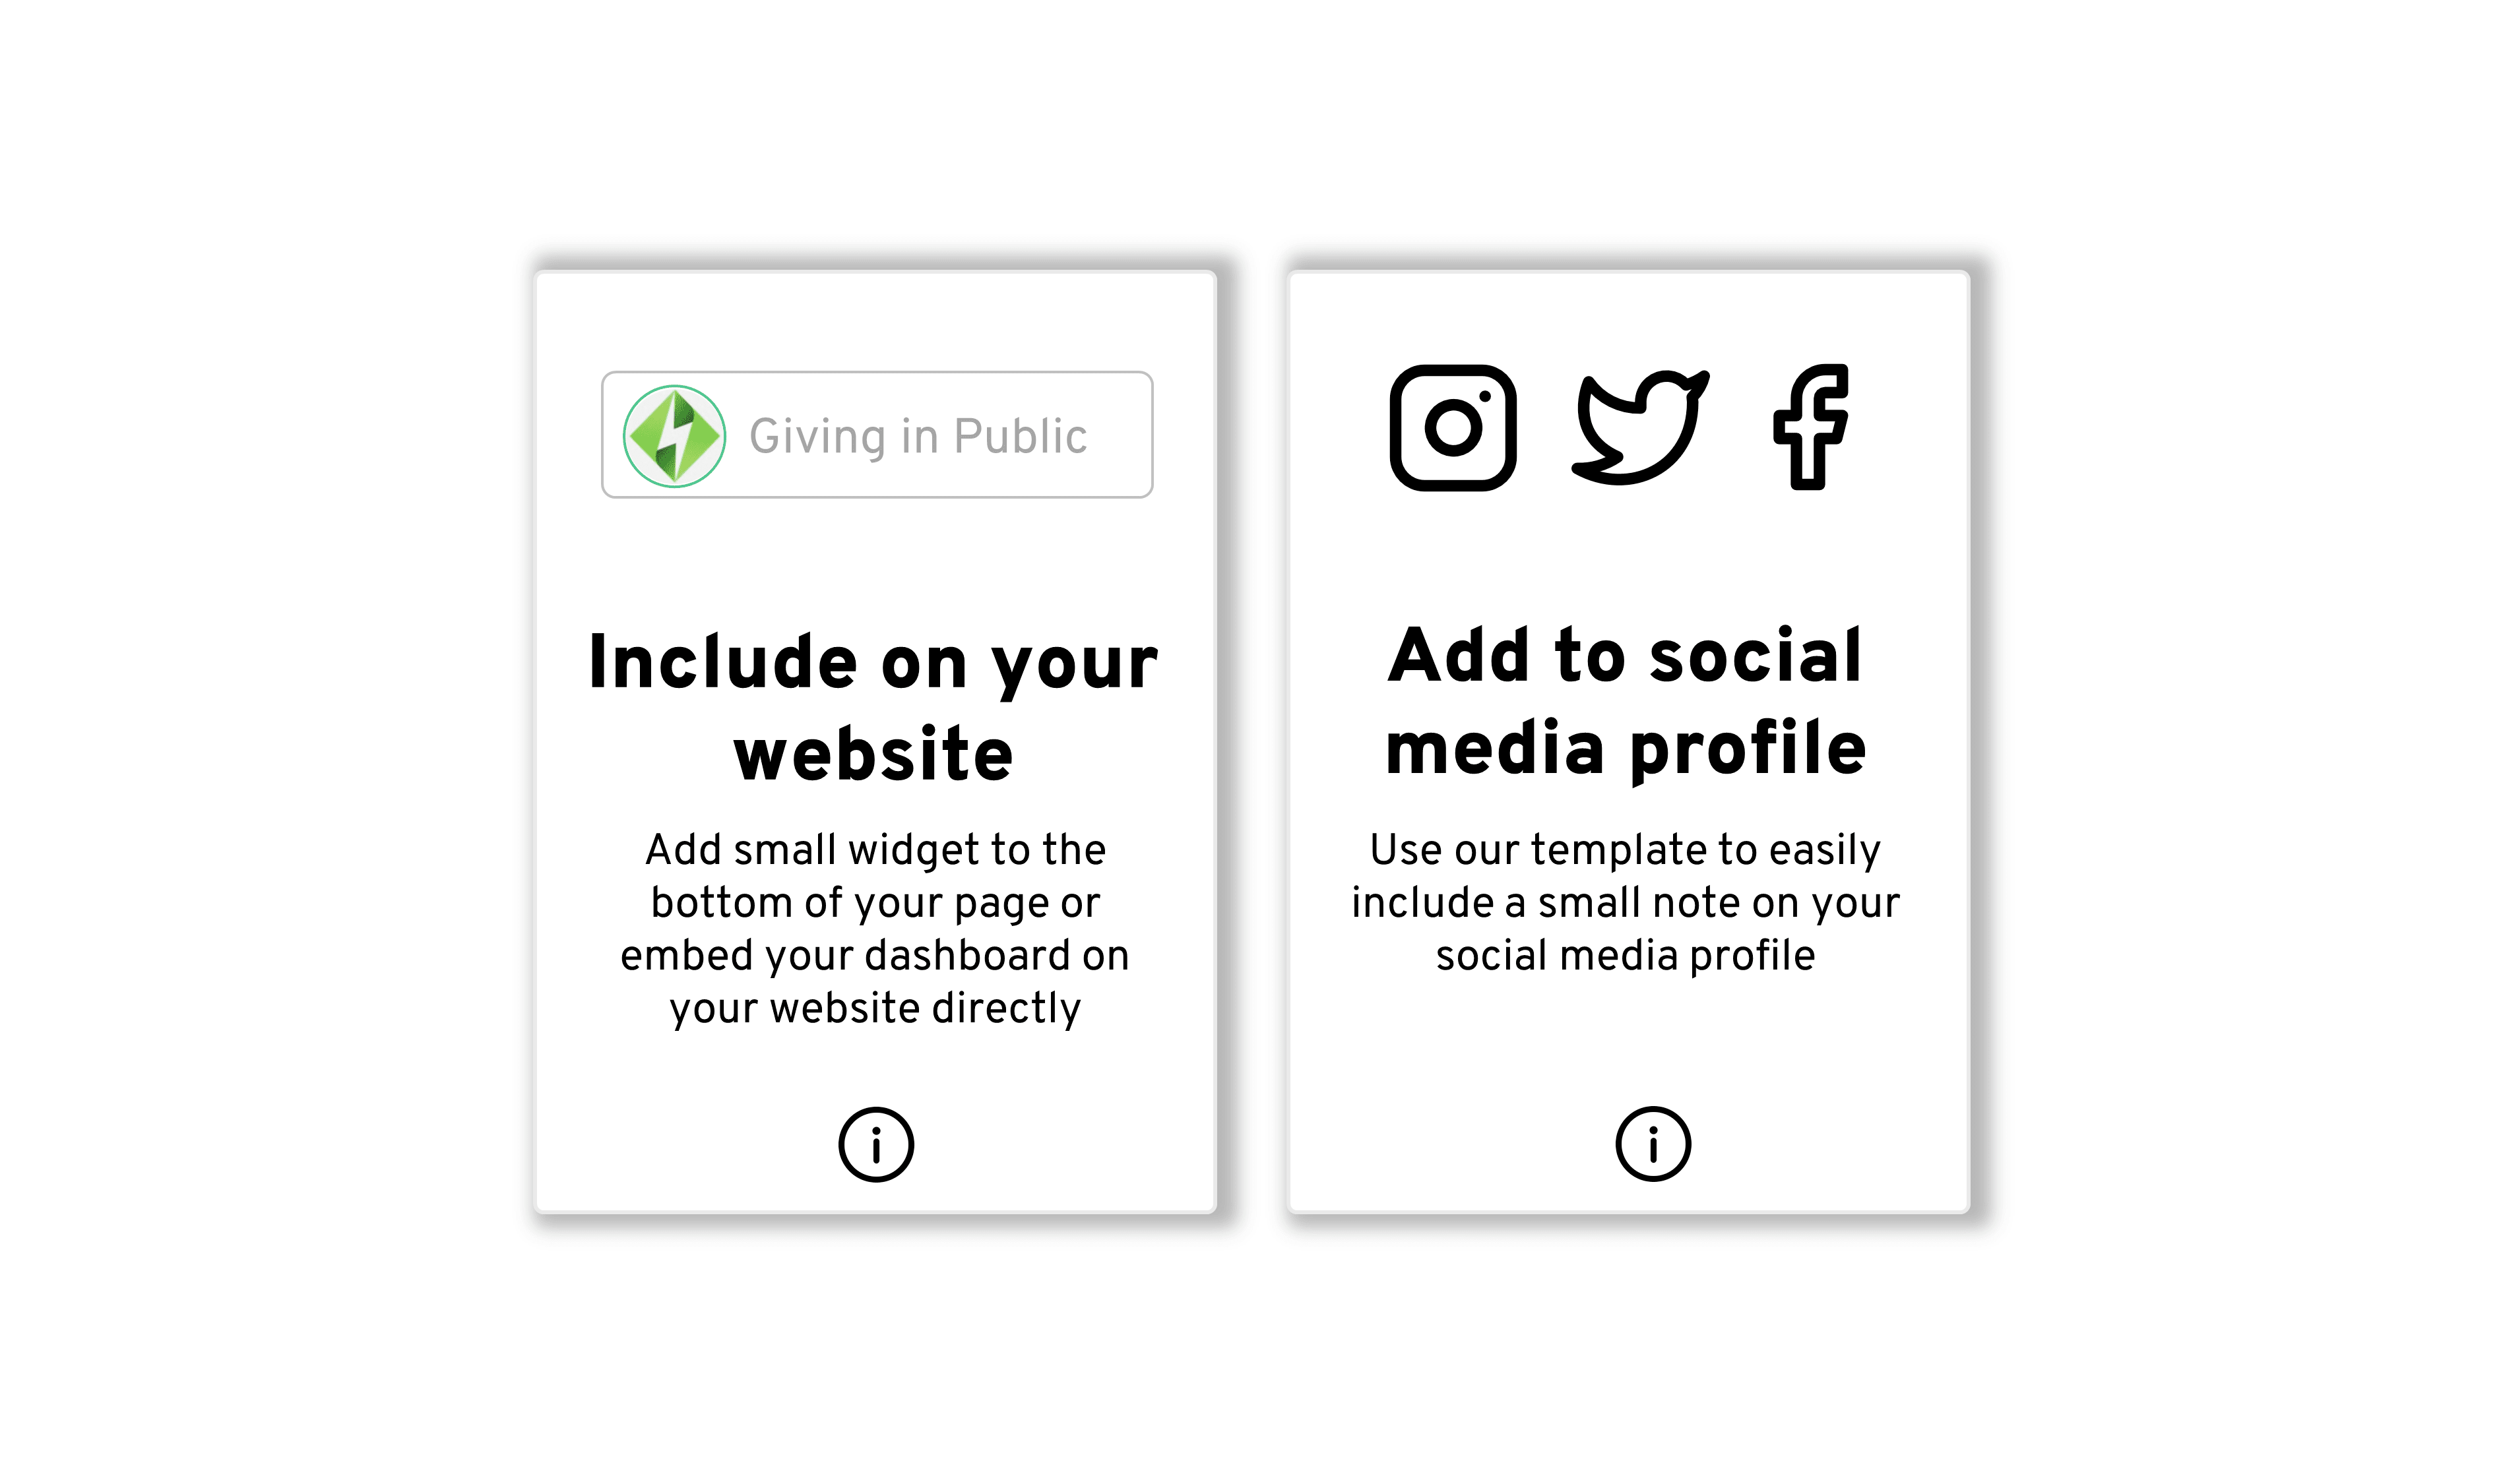 Giving in Public
Include on your
website
Add small widget to the
bottom of your page or
embed your dashboard on
your website directly
Add to social
media profile
Use our template to easily
include a small note on your
social media profile